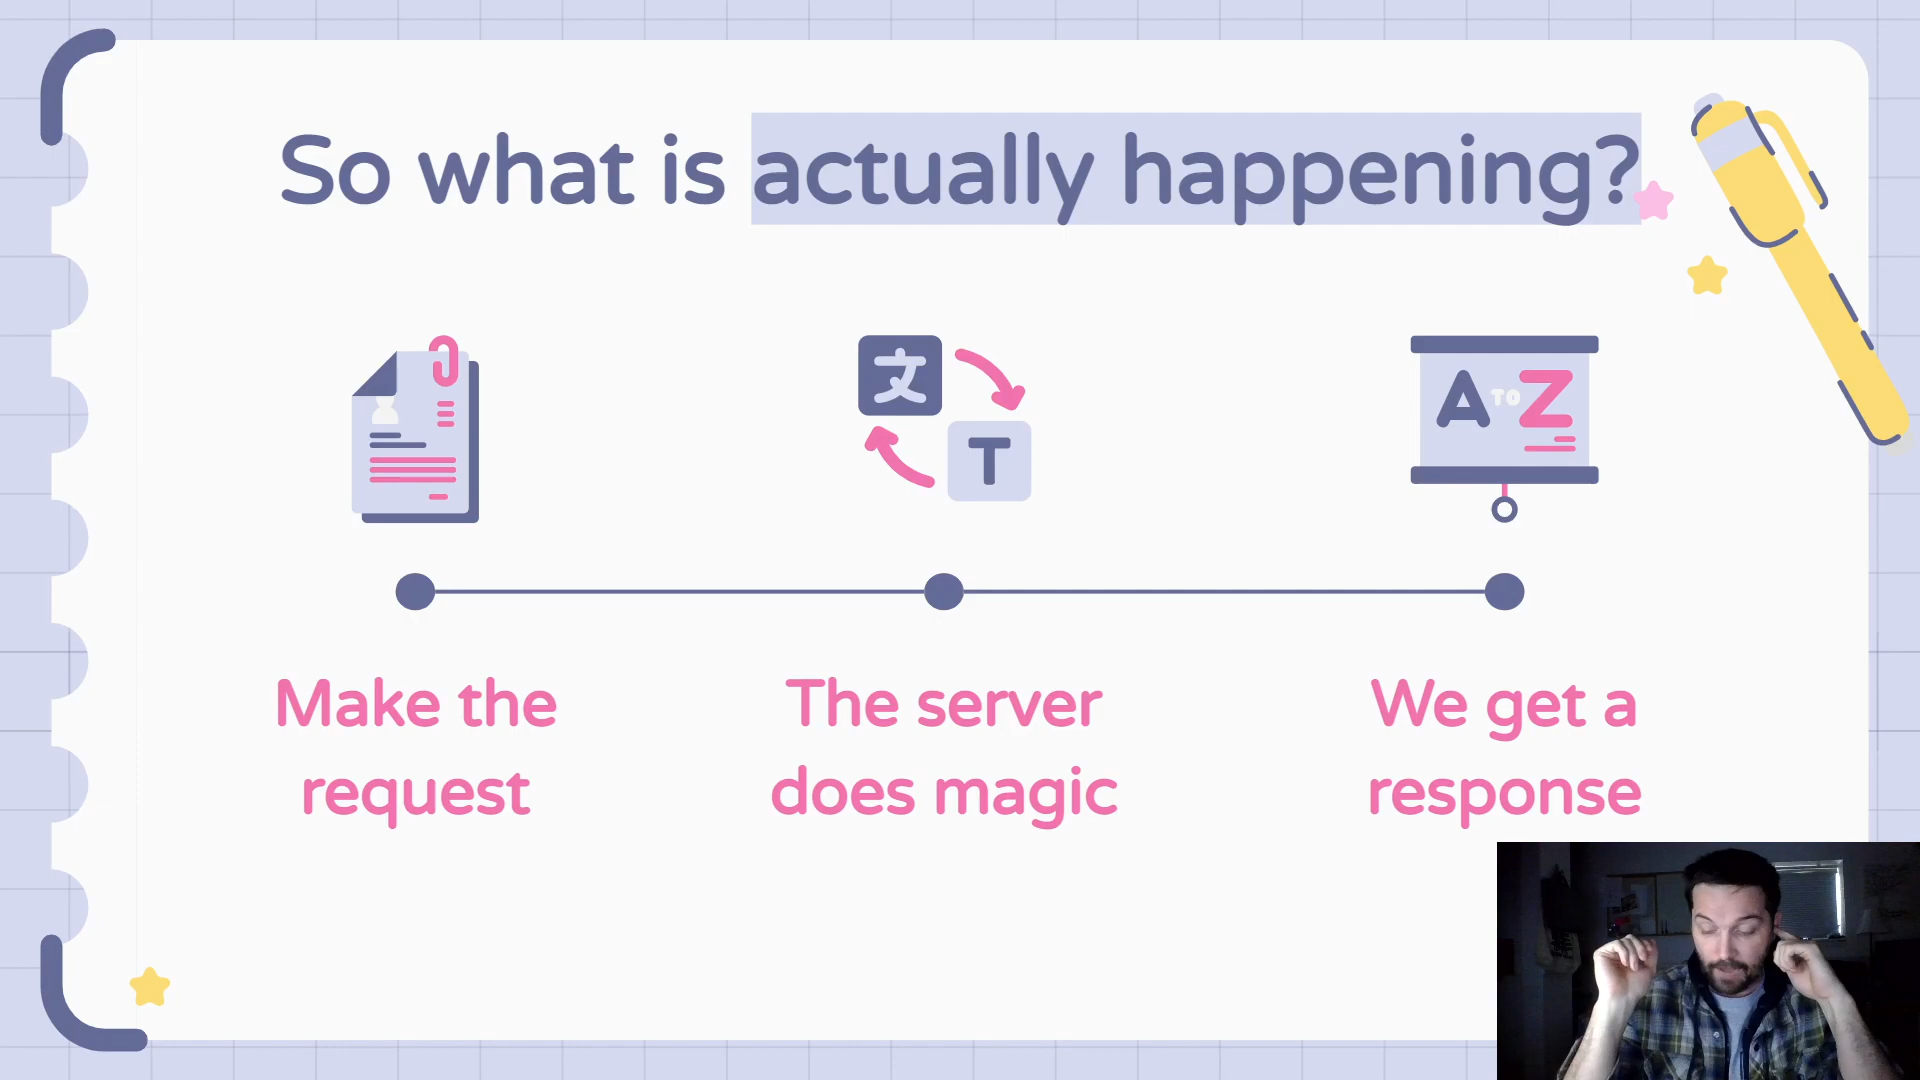 So what is actually happening?
文
T
A TO Z
Make the
request
The server
does magic
We get a
response